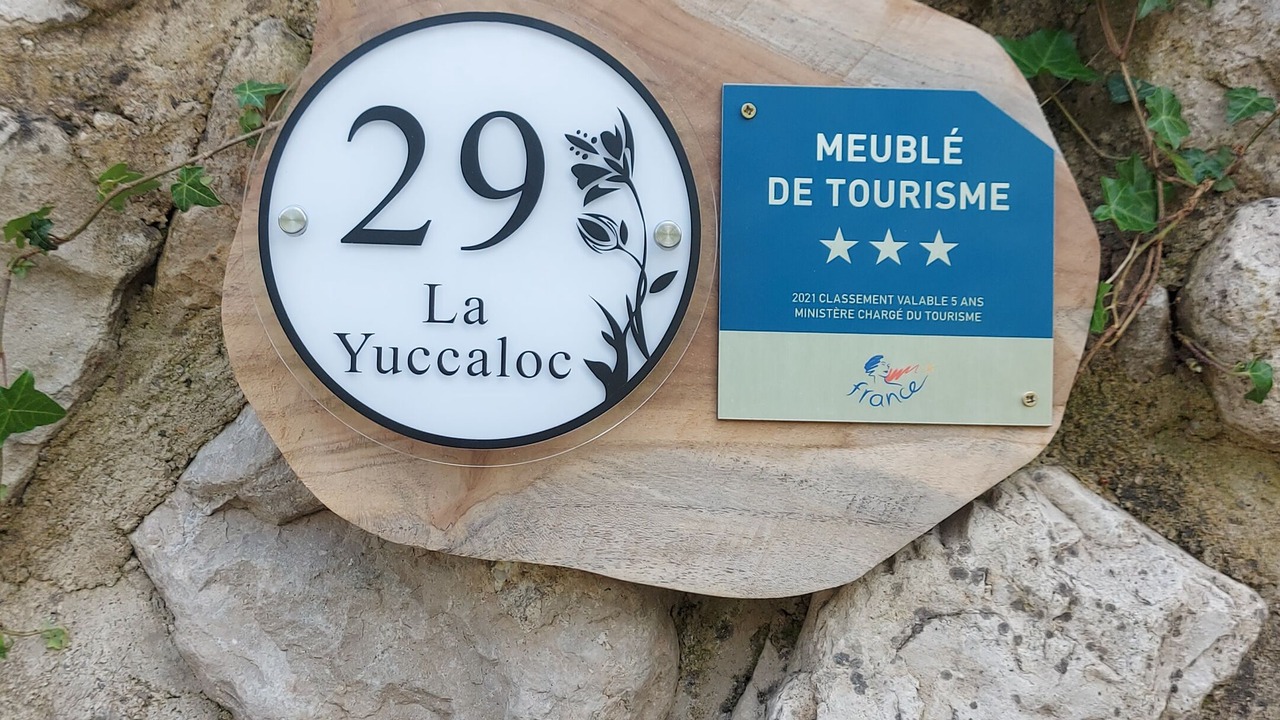 29
La
Yuccaloc
MEUBLÉ
DE TOURISME
2021 CLASSEMENT VALABLE 5 ANS
MINISTÈRE CHARGÉ DU TOURISME
france